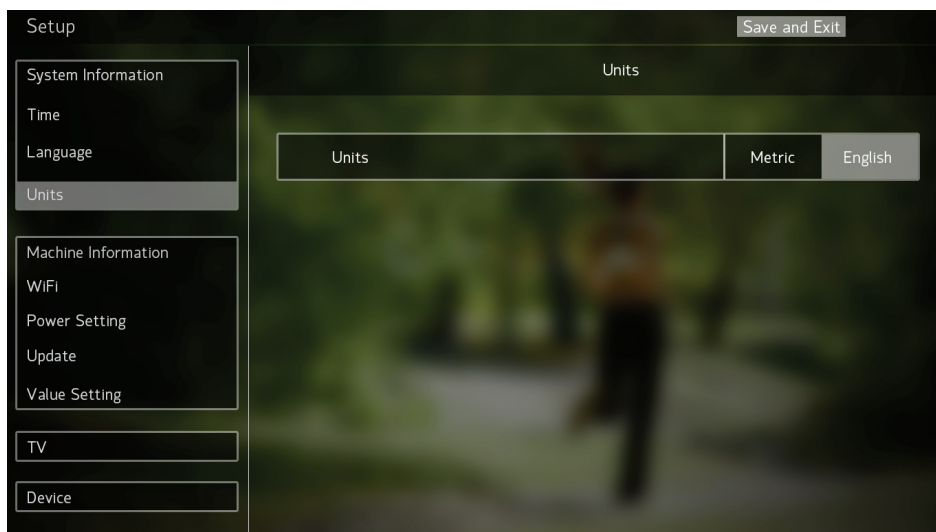 Setup
Save and Exit
System Information
Time
Language
Units
Machine Information
WiFi
Power Setting
Update
Value Setting
TV
Device
Units
Units
Metric
English